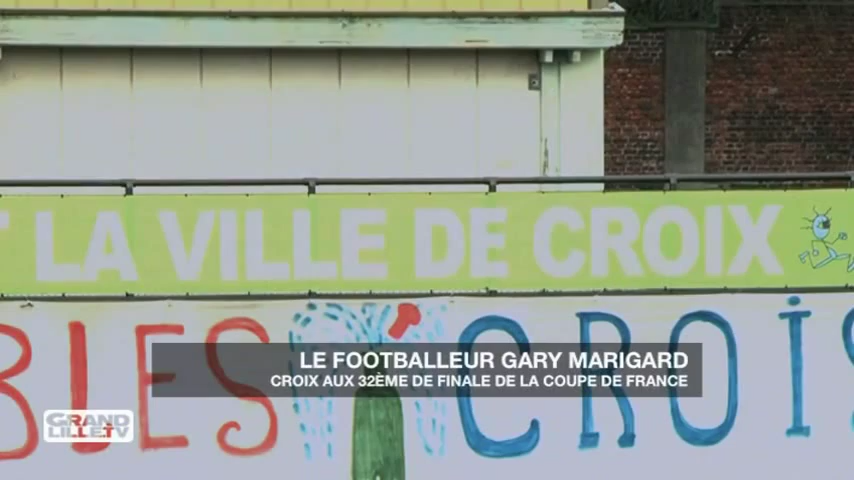 T LA VILLE DE CROIX
BLES CROIS
LE FOOTBALLEUR GARY MARIGARD
CROIX AUX 32ÈME DE FINALE DE LA COUPE DE FRANCE
GRAND
LILLE.TV